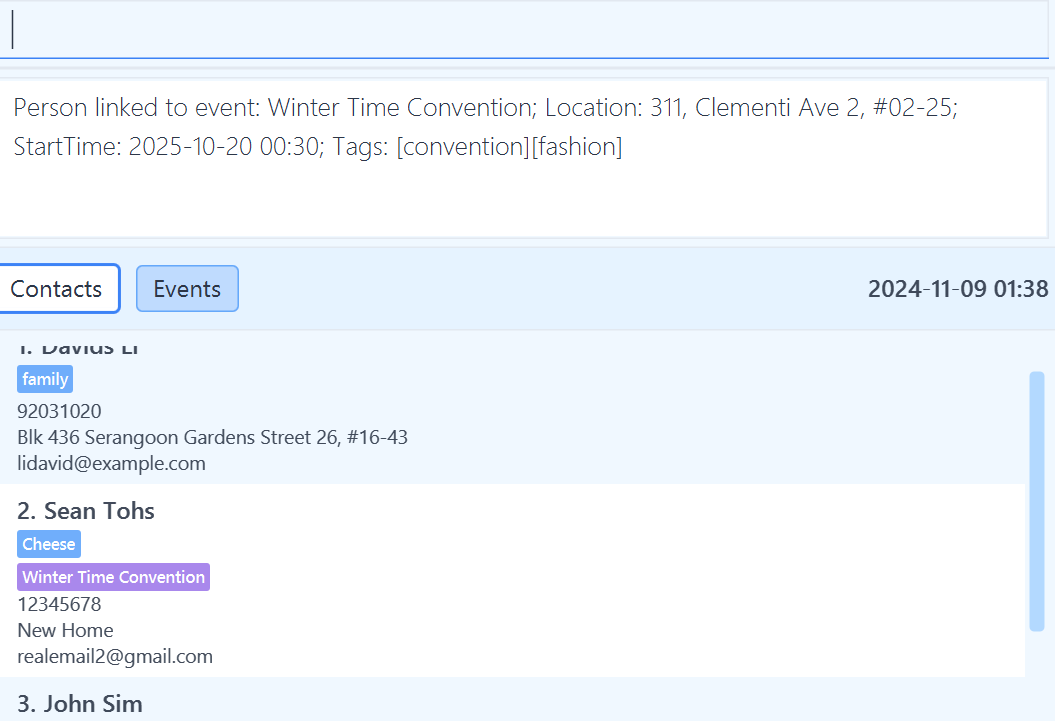 Person linked to event: Winter Time Convention; Location: 311, Clementi Ave 2, #02-25;
StartTime: 2025-10-20 00:30; Tags: [convention][fashion]
Contacts
Events
2024-11-09 01:38
1. Davids Li
family
92031020
Blk 436 Serangoon Gardens Street 26, #16-43
lidavid@example.com
2. Sean Tohs
Cheese
Winter Time Convention
12345678
New Home
realemail2@gmail.com
3. John Sim